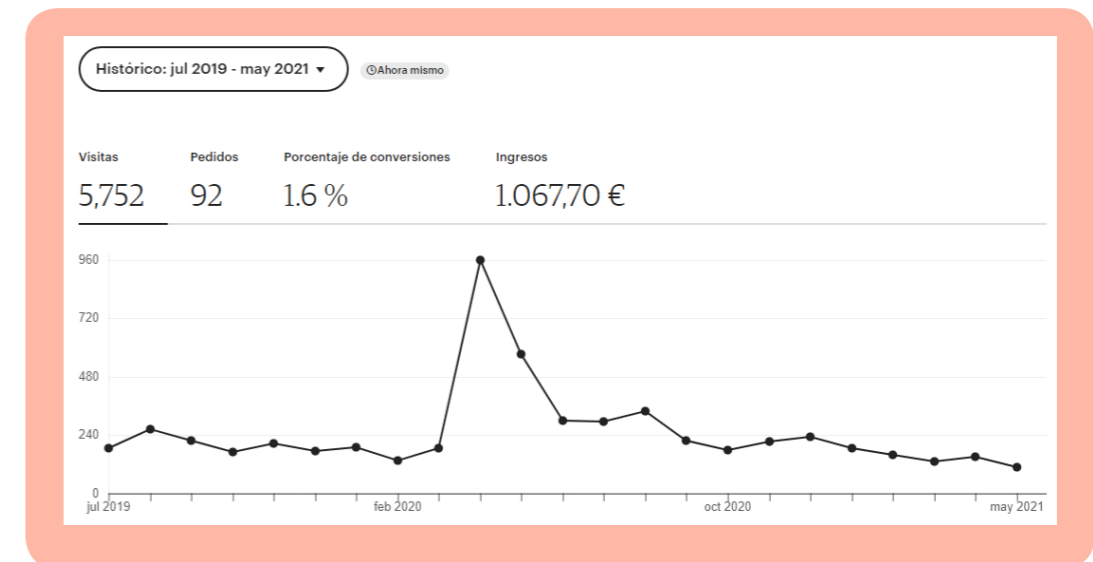 Histórico: jul 2019 - may 2021
Ahora mismo
Visitas Pedidos Porcentaje de conversiones Ingresos
5,752 92 1.6 % 1.067,70 €
960
720
480
240
0
jul 2019 feb 2020 oct 2020 may 2021